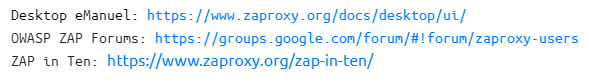 Desktop eManuel: https://www.zaproxy.org/docs/desktop/ui/
OWASP ZAP Forums: https://groups.google.com/forum/#!forum/zaproxy-users
ZAP in Ten: https://www.zaproxy.org/zap-in-ten/